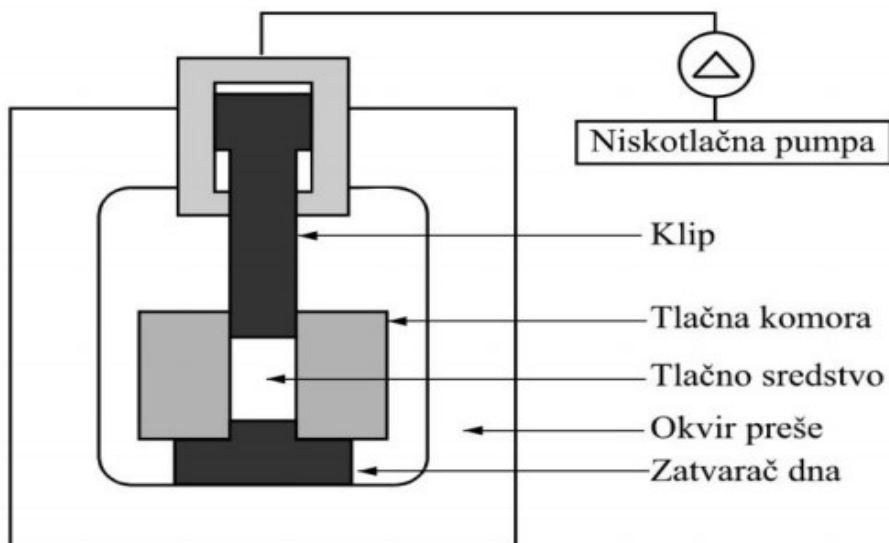 Niskotlačna pumpa
Klip
Tlačna komora
Tlačno sredstvo
Okvir preše
Zatvarač dna